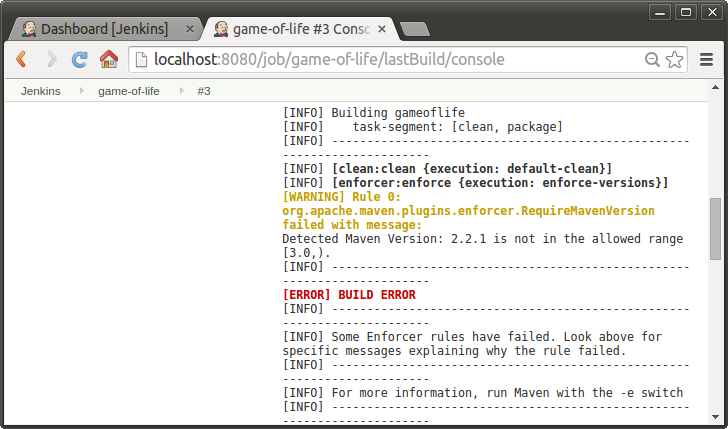 Dashboard [Jenkins]
game-of-life #3 Conso
localhost:8080/job/game-of-life/lastBuild/console
Jenkins game-of-life #3
[INFO] Building gameoflife
[INFO]    task-segment: [clean, package]
[INFO] ---------------------------------------------------
---------------------
[INFO] [clean:clean {execution: default-clean}]
[INFO] [enforcer:enforce {execution: enforce-versions}]
[WARNING] Rule 0:
org.apache.maven.plugins.enforcer.RequireMavenVersion
failed with message:
Detected Maven Version: 2.2.1 is not in the allowed range
[3.0,).
[INFO] ---------------------------------------------------
---------------------
[ERROR] BUILD ERROR
[INFO] ---------------------------------------------------
---------------------
[INFO] Some Enforcer rules have failed. Look above for
specific messages explaining why the rule failed.
[INFO] ---------------------------------------------------
---------------------
[INFO] For more information, run Maven with the -e switch
[INFO] ---------------------------------------------------
---------------------